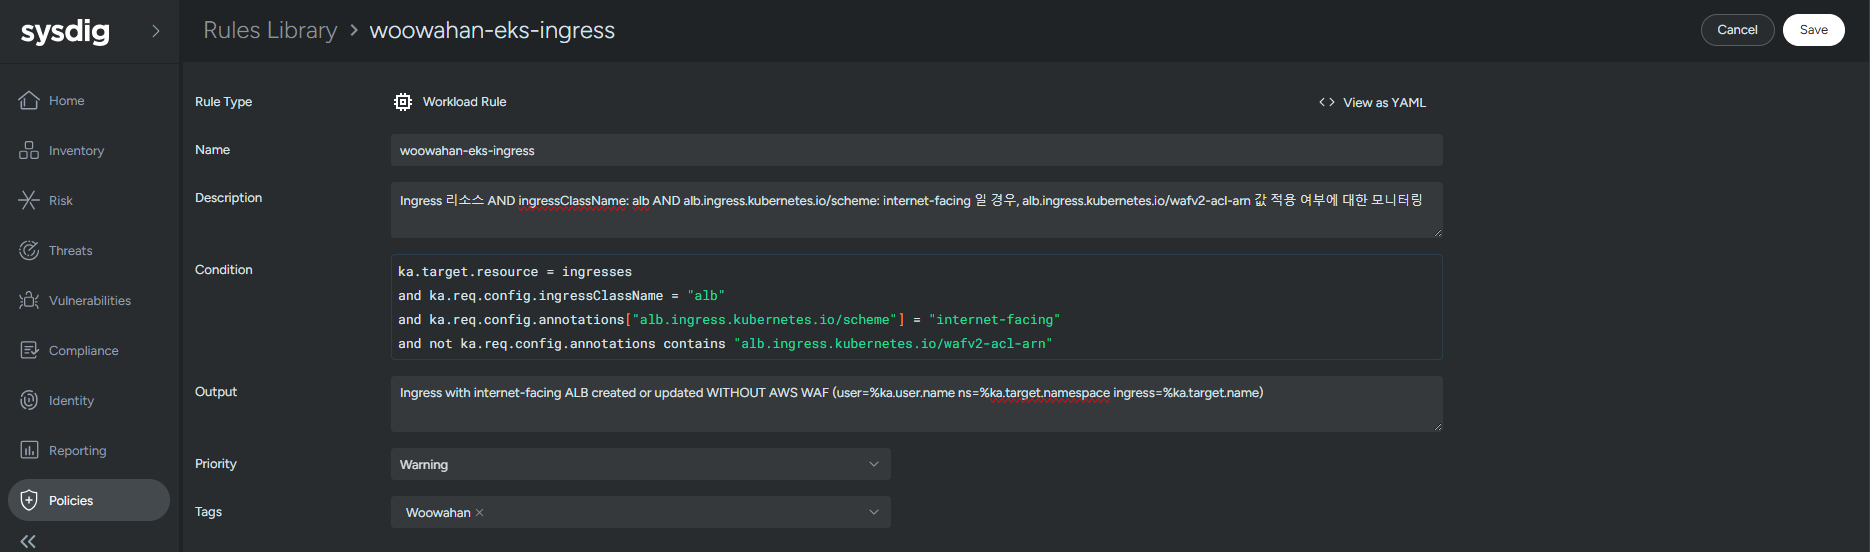 sysdig
Rules Library > woowahan-eks-ingress
Cancel
Save
Home
Inventory
Risk
Threats
Vulnerabilities
Compliance
Identity
Reporting
Policies
Rule Type
Workload Rule
<> View as YAML
Name
woowahan-eks-ingress
Description
Ingress 리소스 AND ingressClassName: alb AND alb.ingress.kubernetes.io/scheme: internet-facing 일 경우, alb.ingress.kubernetes.io/wafv2-acl-arn 값 적용 여부에 대한 모니터링
Condition
ka.target.resource = ingresses
and ka.req.config.ingressClassName = "alb"
and ka.req.config.annotations["alb.ingress.kubernetes.io/scheme"] = "internet-facing"
and not ka.req.config.annotations contains "alb.ingress.kubernetes.io/wafv2-acl-arn"
Output
Ingress with internet-facing ALB created or updated WITHOUT AWS WAF (user=%ka.user.name ns=%ka.target.namespace ingress=%ka.target.name)
Priority
Warning
Tags
Woowahan ×